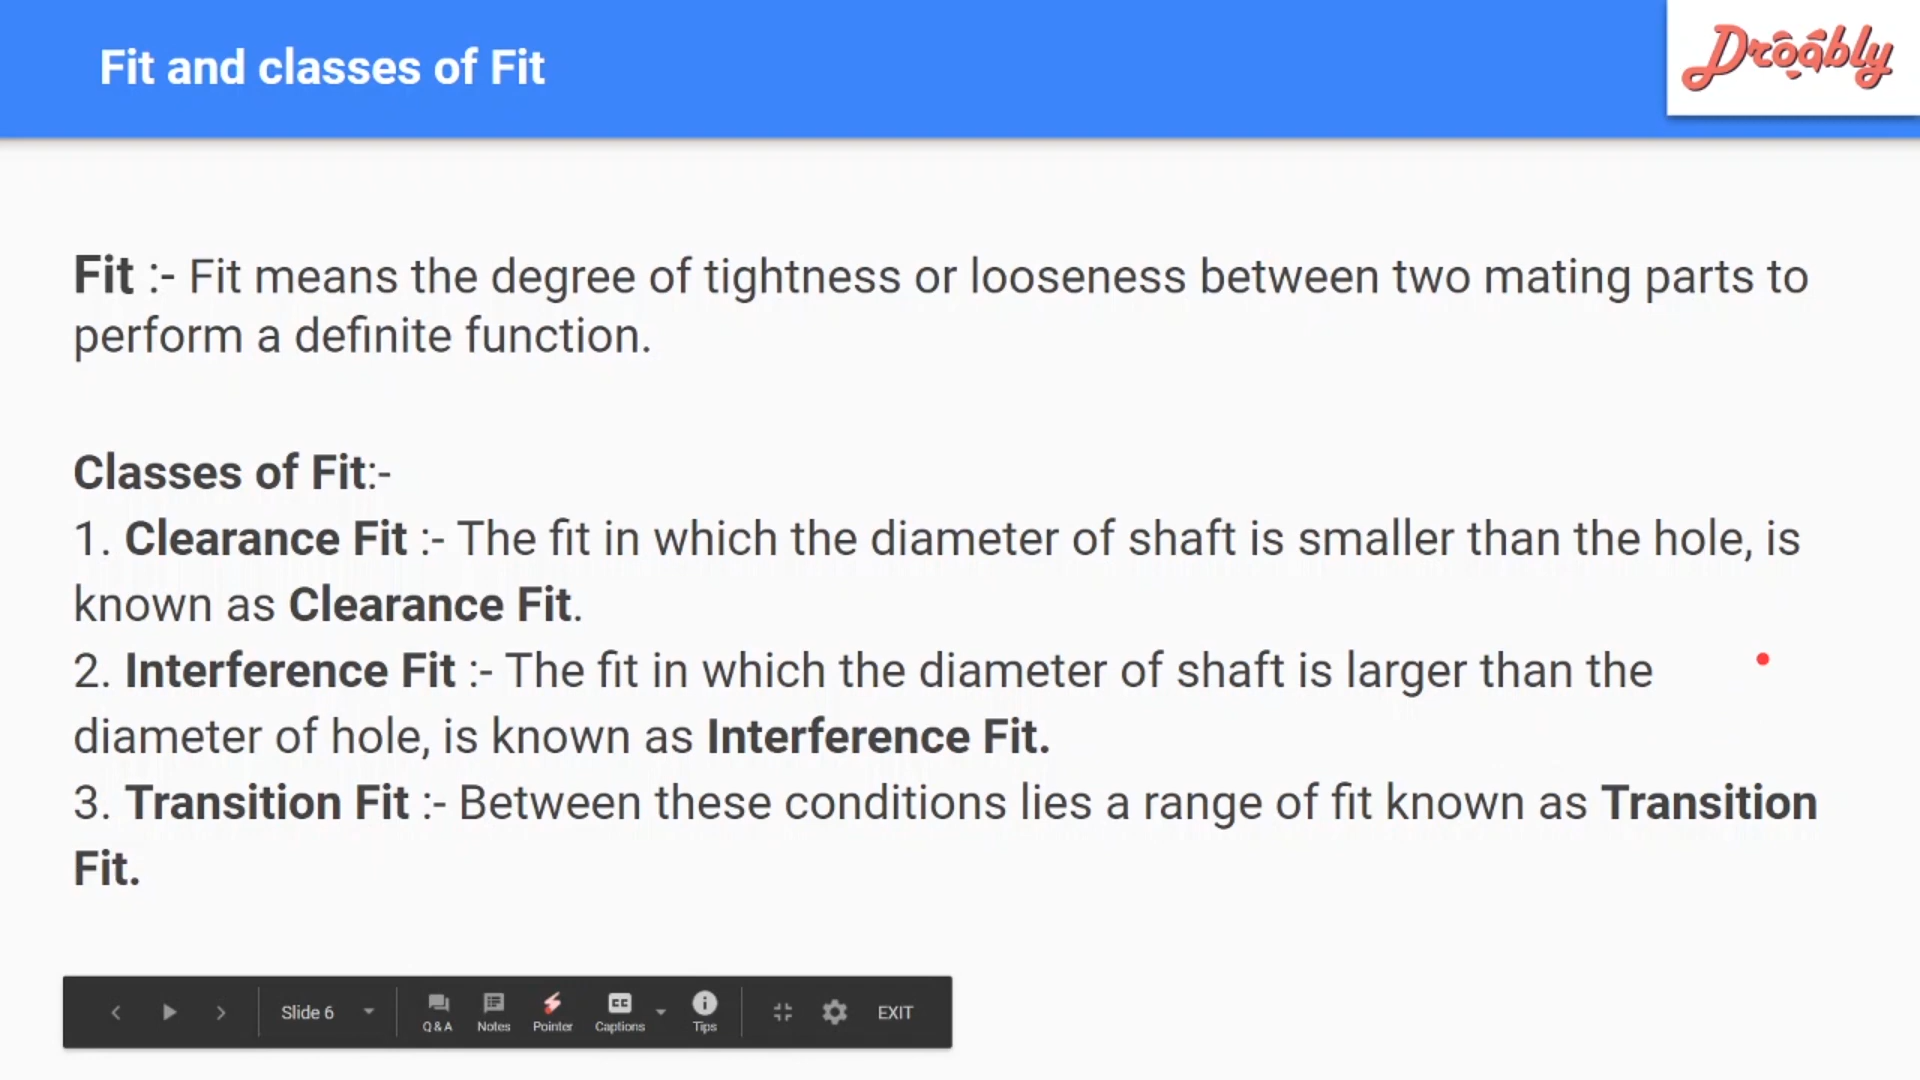 Fit and classes of Fit
Droobly
Fit :- Fit means the degree of tightness or looseness between two mating parts to
perform a definite function.
Classes of Fit:-
1. Clearance Fit :- The fit in which the diameter of shaft is smaller than the hole, is
known as Clearance Fit.
2. Interference Fit :- The fit in which the diameter of shaft is larger than the
diameter of hole, is known as Interference Fit.
3. Transition Fit :- Between these conditions lies a range of fit known as Transition
Fit.
Slide 6
Q & A
Notes
Pointer
CC
Captions
Tips
EXIT